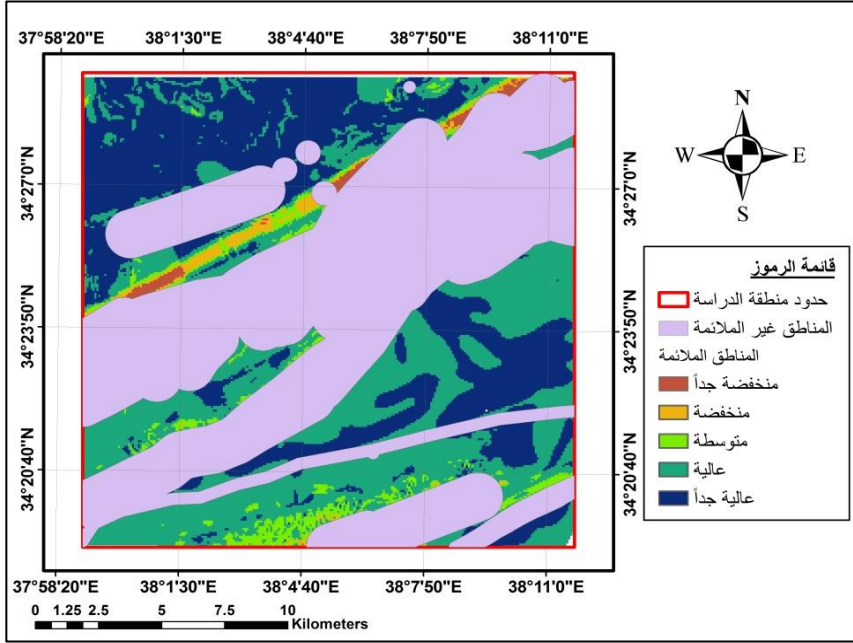 37°58'20"E 38°1'30"E 38°4'40"E 38°7'50"E 38°11'0"E
34°27'0"N
34°23'50"N
34°20'40"N
34°27'0"N
34°23'50"N
34°20'40"N
N
W E
S
قائمة الرموز
حدود منطقة الدراسة
المناطق غير الملائمة
المناطق الملائمة
منخفضة جداً
منخفضة
متوسطة
عالية
عالية جداً
37°58'20"E 38°1'30"E 38°4'40"E 38°7'50"E 38°11'0"E
0 1.25 2.5 5 7.5 10
Kilometers